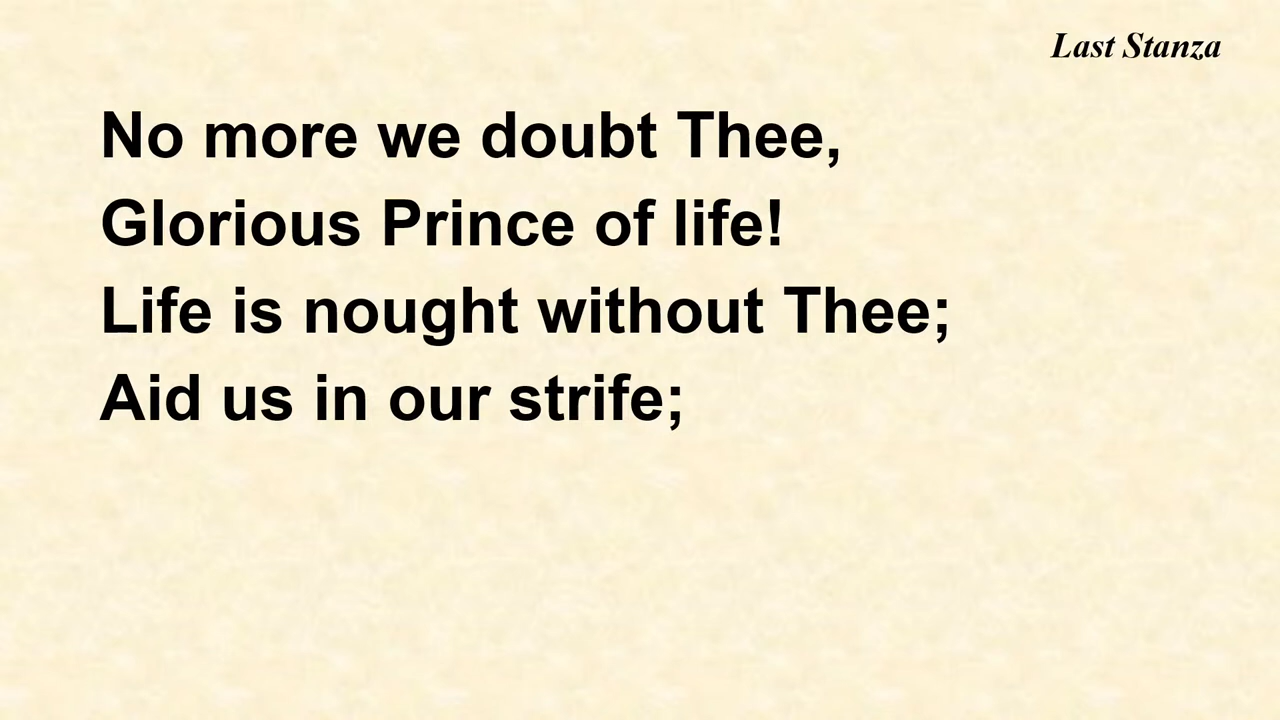 Last Stanza
No more we doubt Thee,
Glorious Prince of life!
Life is nought without Thee;
Aid us in our strife;